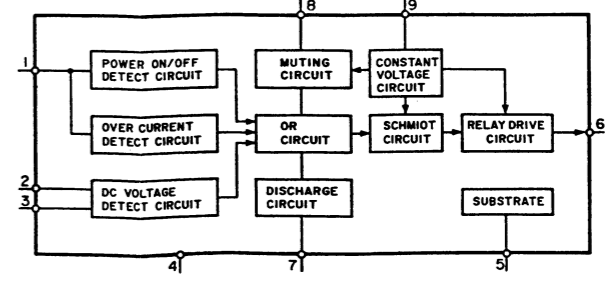 8
9
1
POWER ON/OFF
DETECT CIRCUIT
MUTING
CIRCUIT
CONSTANT
VOLTAGE
CIRCUIT
OVER CURRENT
DETECT CIRCUIT
OR
CIRCUIT
SCHMIOT
CIRCUIT
RELAY DRIVE
CIRCUIT
6
2
3
DC VOLTAGE
DETECT CIRCUIT
DISCHARGE
CIRCUIT
SUBSTRATE
4
7
5